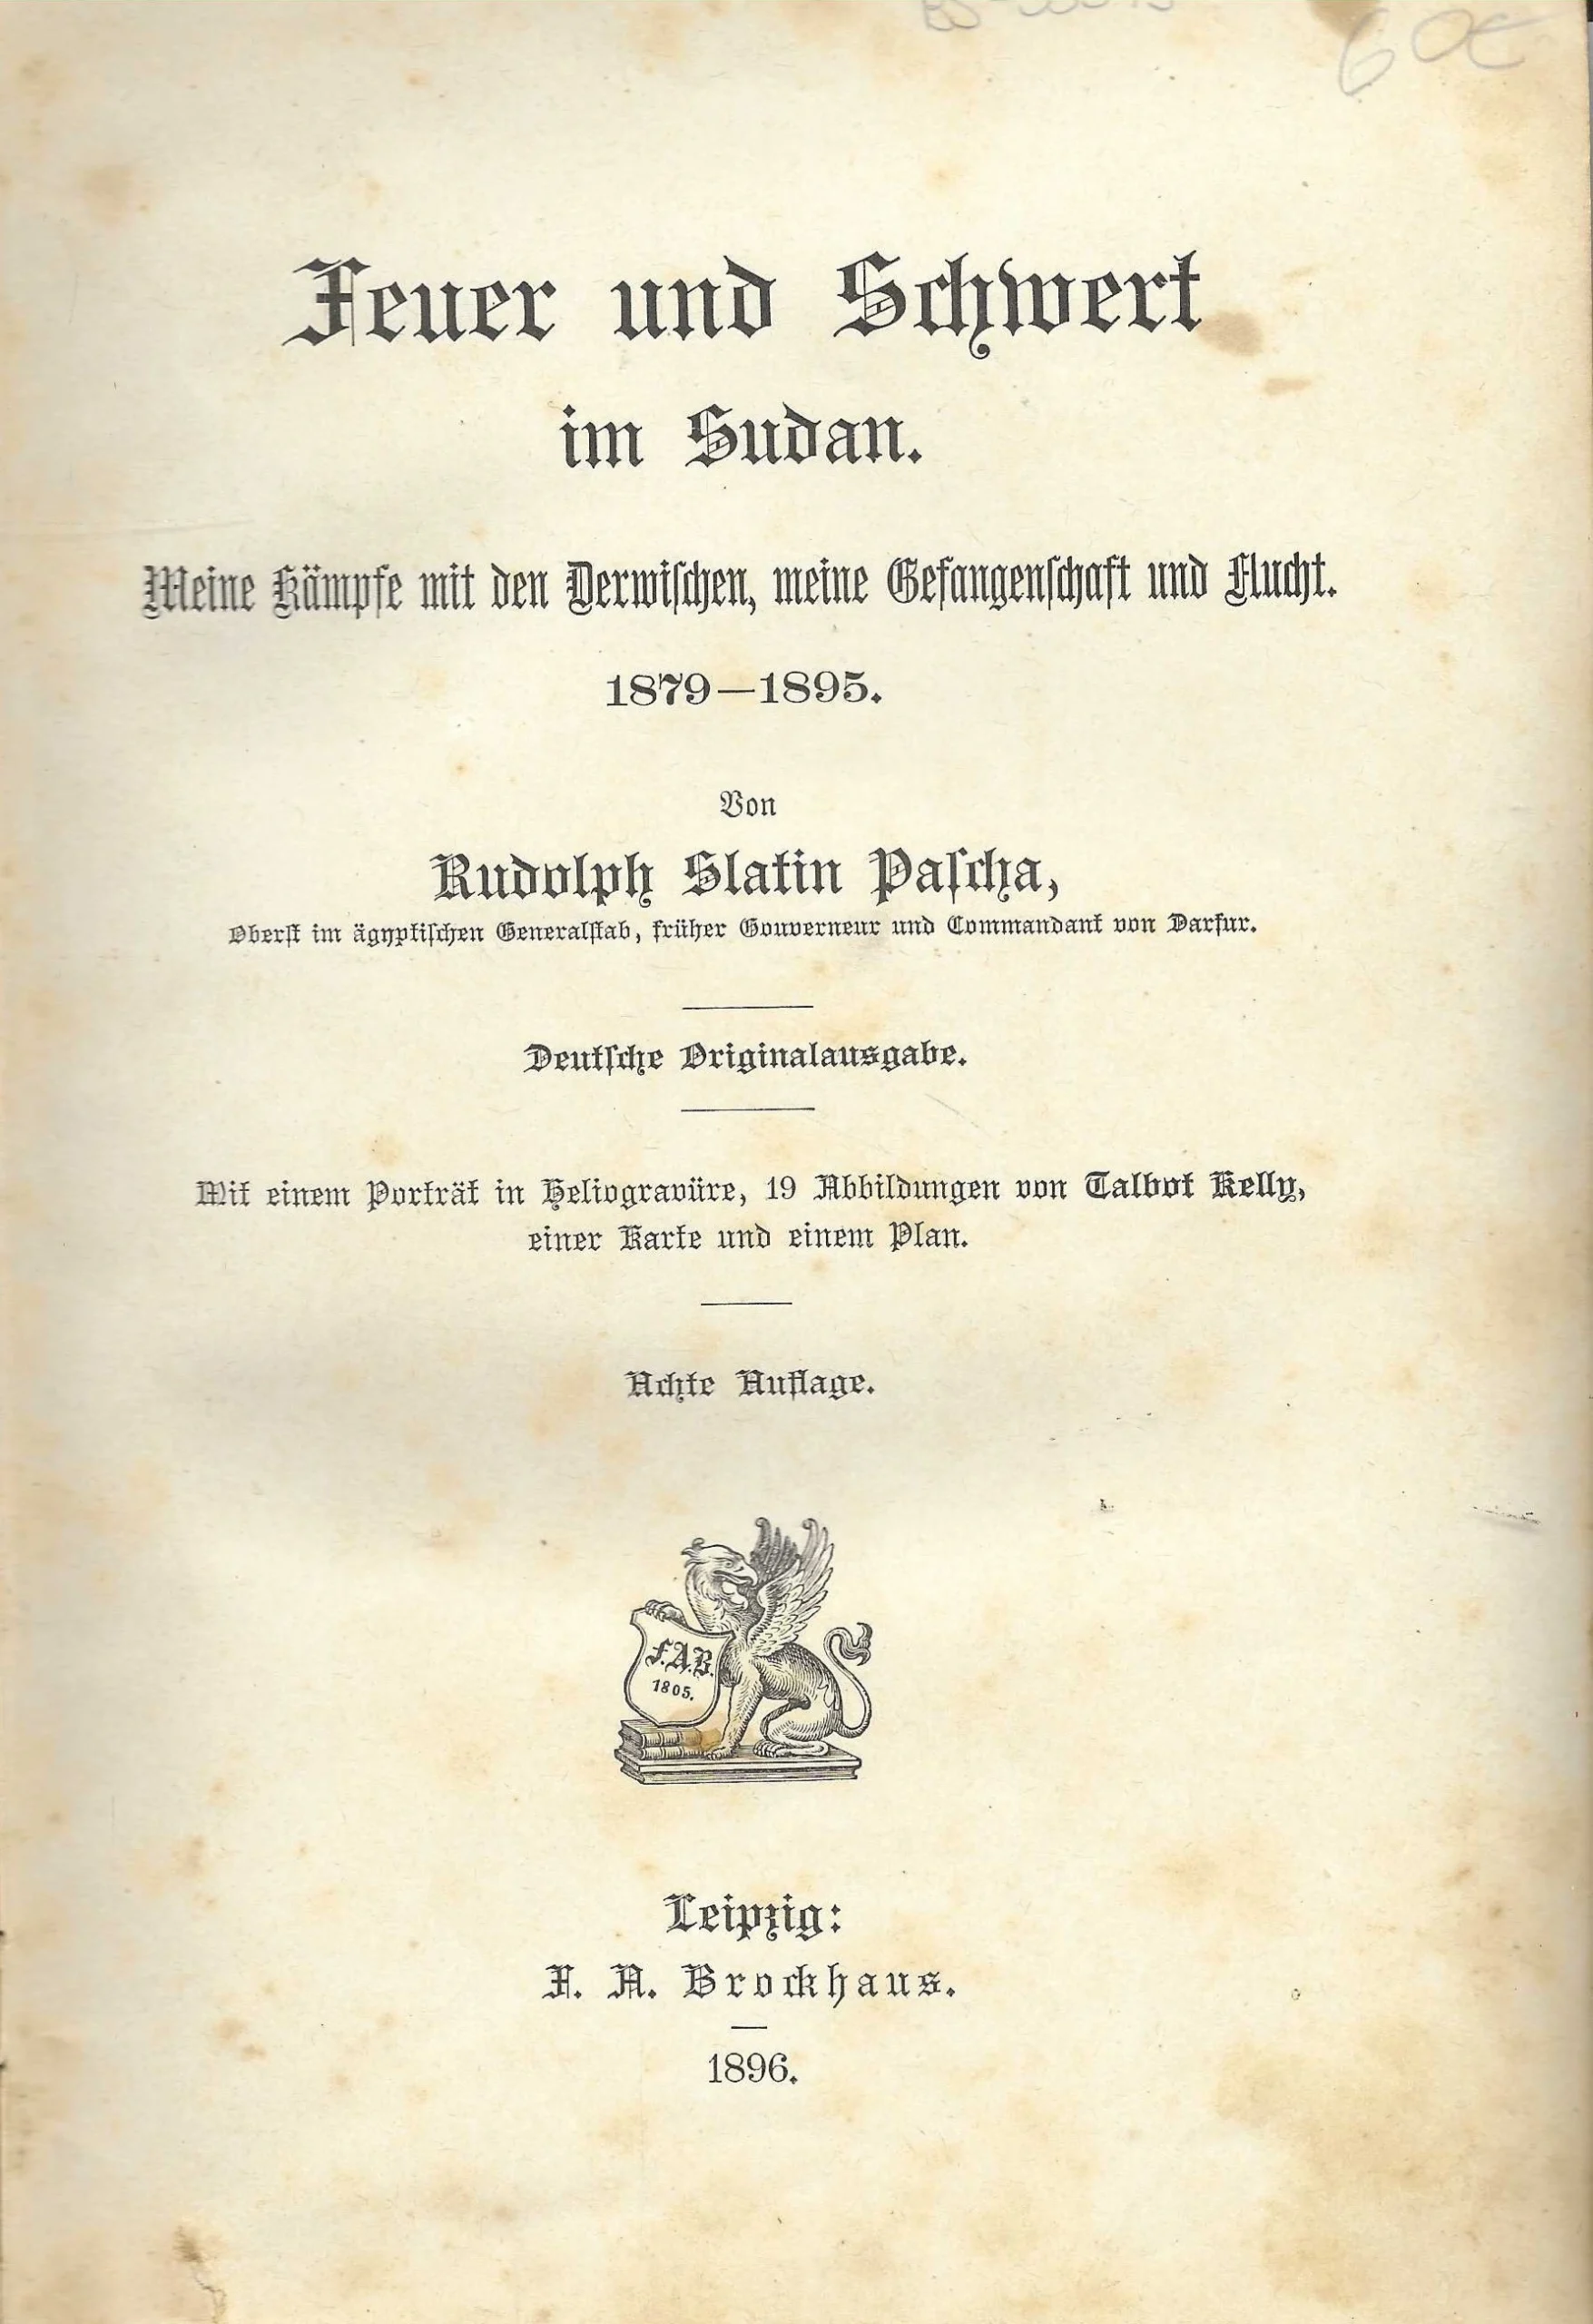 60€
Feuer und Schwert
im Sudan.
Meine Kämpfe mit den Derwischen, meine Gefangenschaft und Flucht.
1879—1895.
Von
Rudolph Slatin Pascha,
Oberst im ägyptischen Generalstab, früher Gouverneur und Commandant von Darfur.
Deutsche Originalausgabe.
Mit einem Porträt in Heliogravüre, 19 Abbildungen von Talbot Kelly,
einer Karte und einem Plan.
Achte Auflage.
F.A.B.
1805.
Leipzig:
F. A. Brockhaus.
1896.